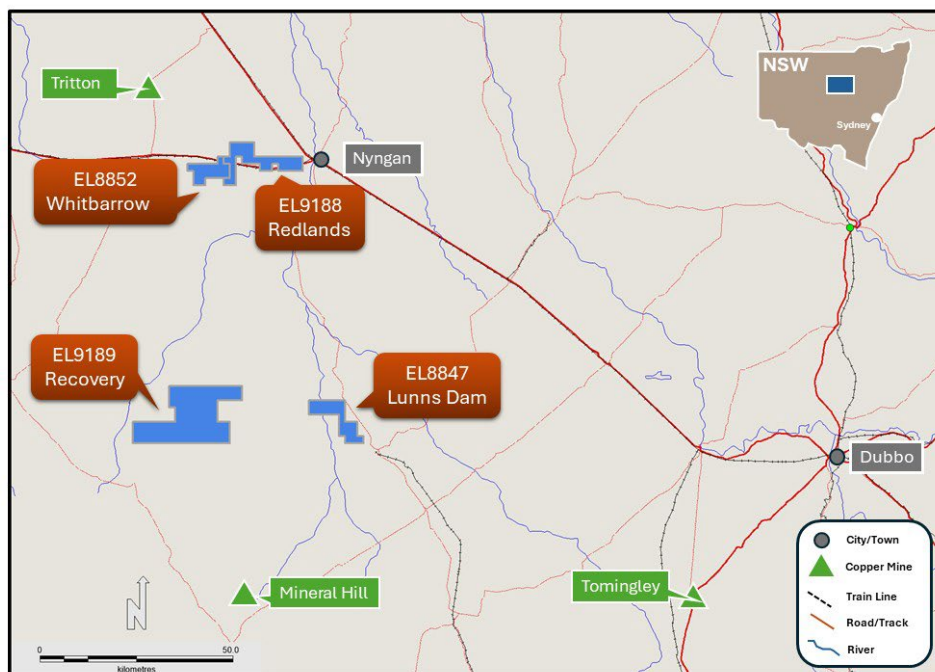 NSW
Sydney
Tritton
Nyngan
EL8852
Whitbarrow
EL9188
Redlands
EL9189
Recovery
EL8847
Lunns Dam
Dubbo
Mineral Hill
Tomingley
City/Town
Copper Mine
Train Line
Road/Track
River
N
0
50.0
kilometres